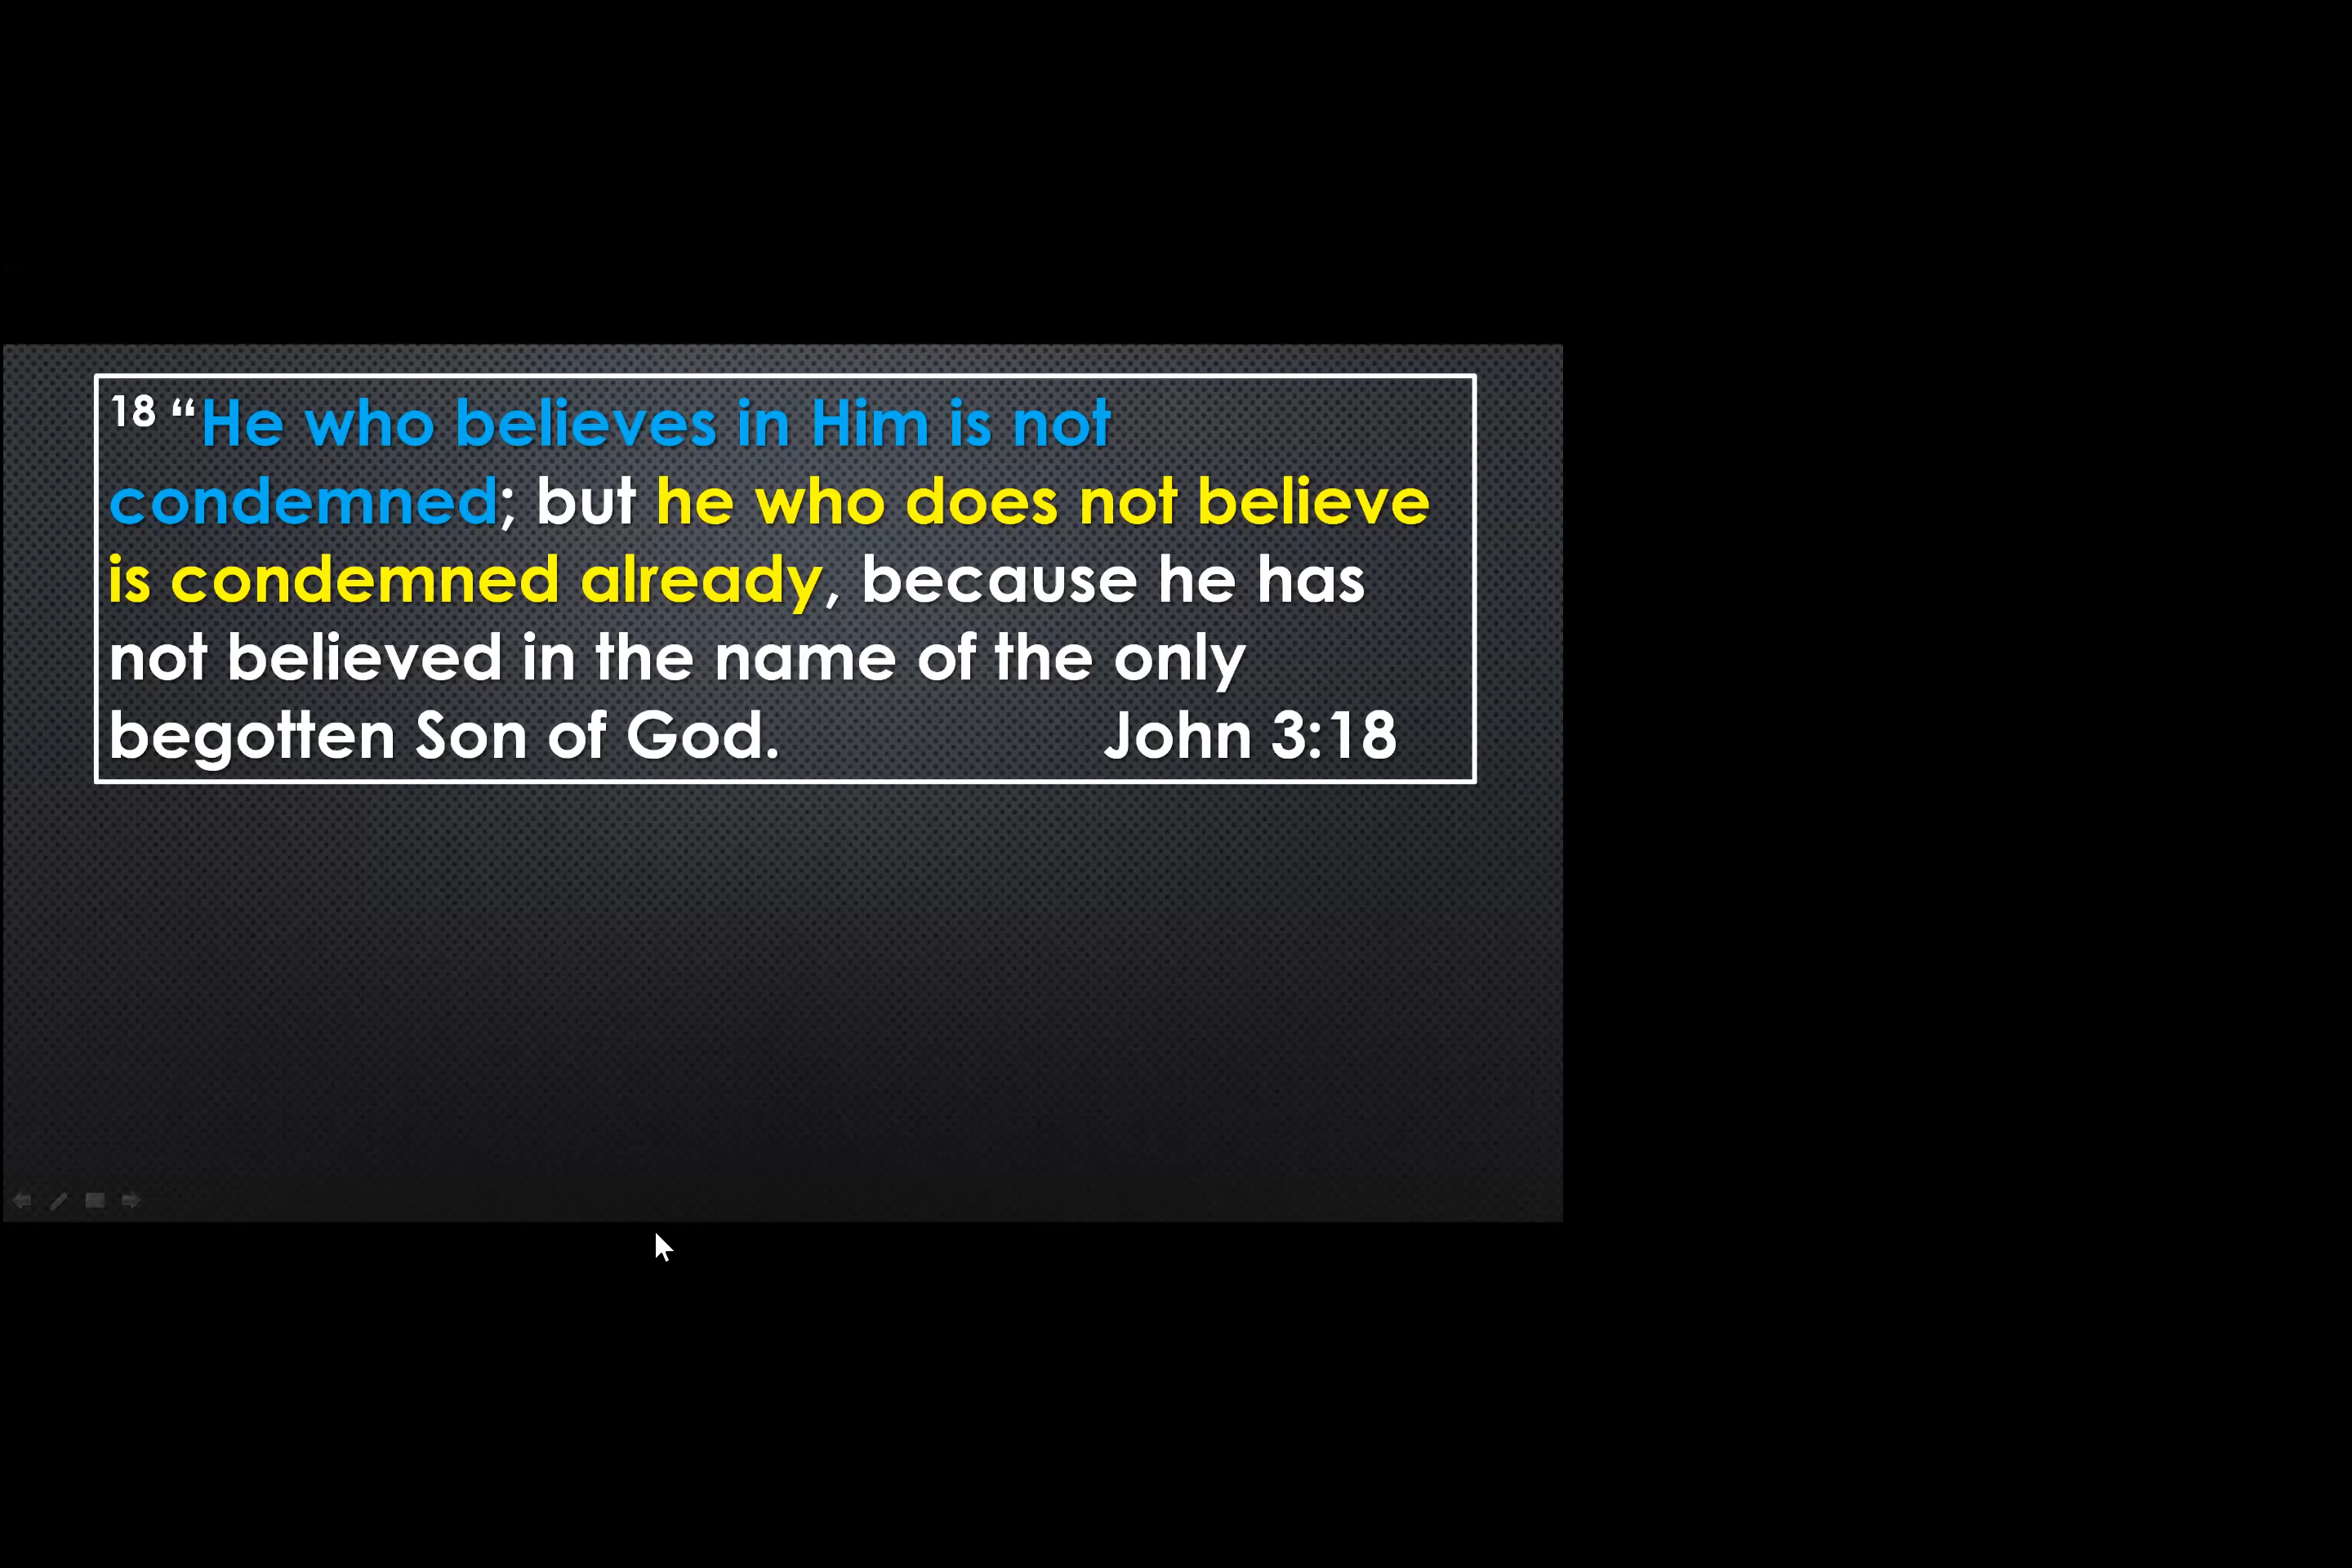 18 “He who believes in Him is not
condemned; but he who does not believe
is condemned already, because he has
not believed in the name of the only
begotten Son of God. John 3:18